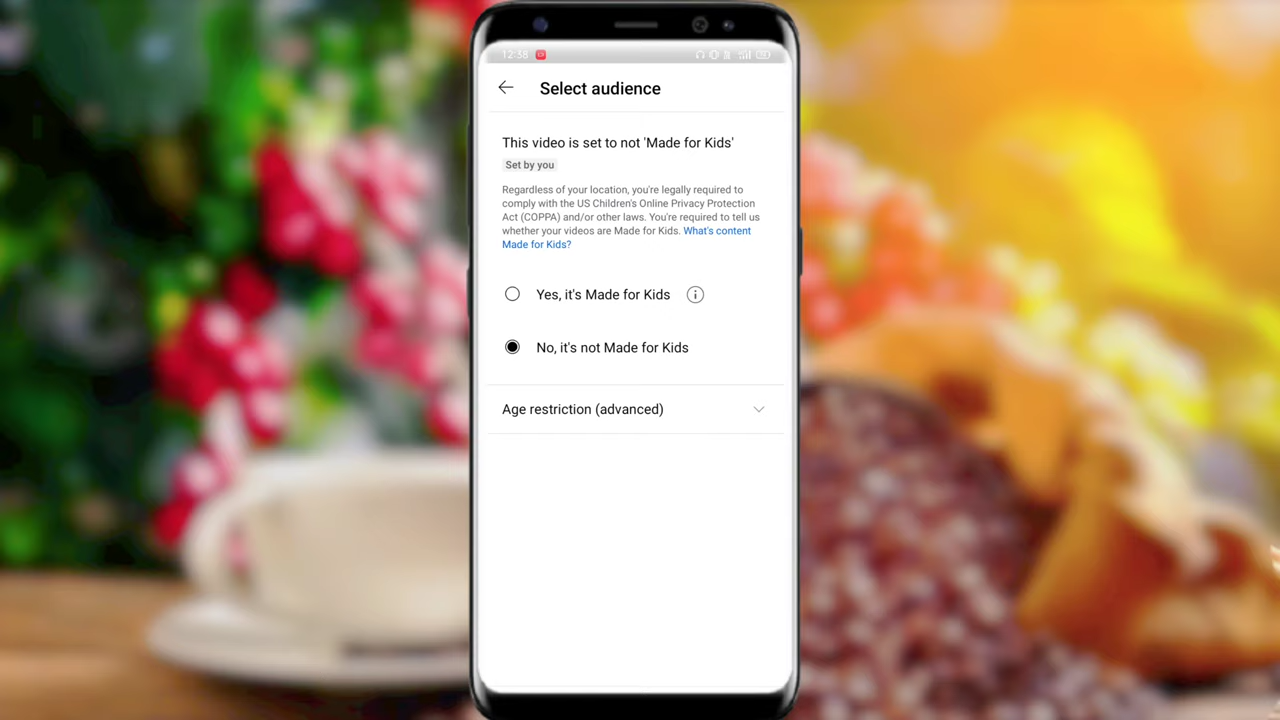 12:38
Select audience
This video is set to not 'Made for Kids'
Set by you
Regardless of your location, you're legally required to
comply with the US Children's Online Privacy Protection
Act (COPPA) and/or other laws. You're required to tell us
whether your videos are Made for Kids. What's content
Made for Kids?
Yes, it's Made for Kids
No, it's not Made for Kids
Age restriction (advanced)